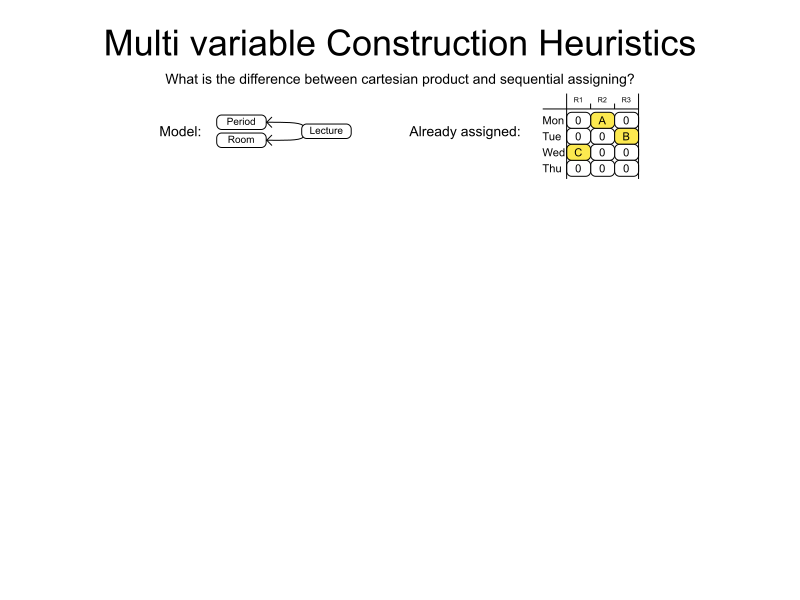 Multi variable Construction Heuristics
What is the difference between cartesian product and sequential assigning?
R1 R2 R3
Model: Period Room Lecture
Already assigned:
Mon 0 A 0
Tue 0 0 B
Wed C 0 0
Thu 0 0 0